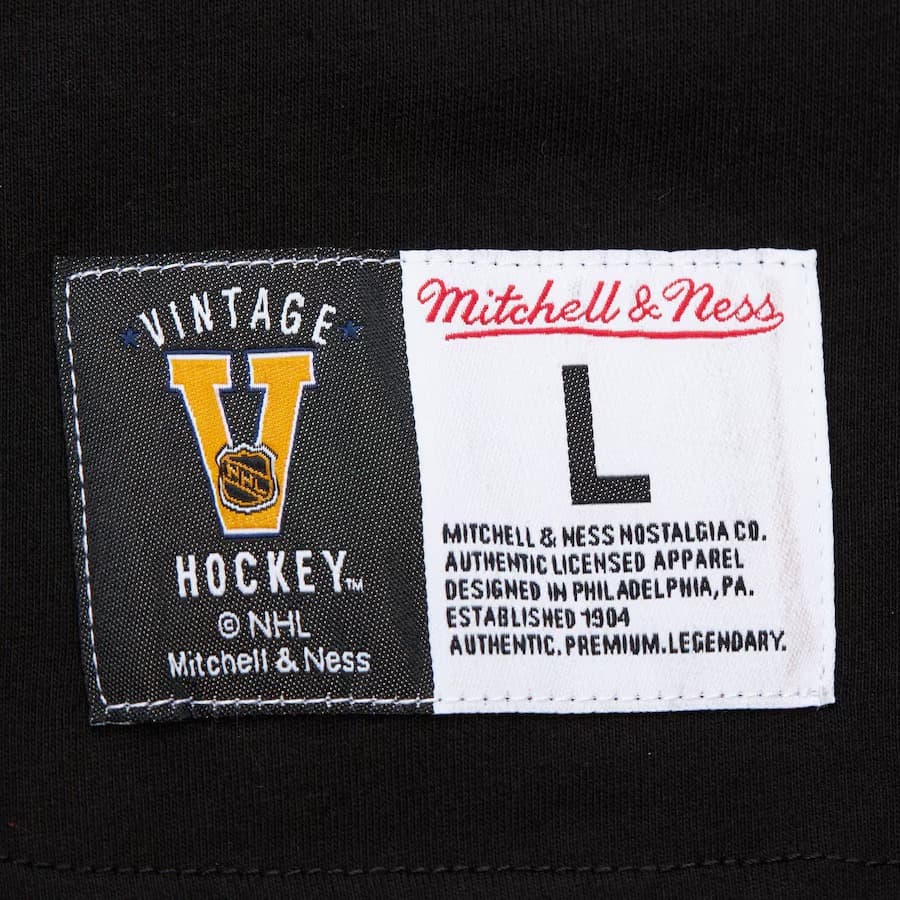 VINTAGE
V
NHL
HOCKEY™
© NHL
Mitchell & Ness
Mitchell & Ness
L
MITCHELL & NESS NOSTALGIA CO.
AUTHENTIC LICENSED APPAREL
DESIGNED IN PHILADELPHIA, PA.
ESTABLISHED 1904
AUTHENTIC. PREMIUM. LEGENDARY.